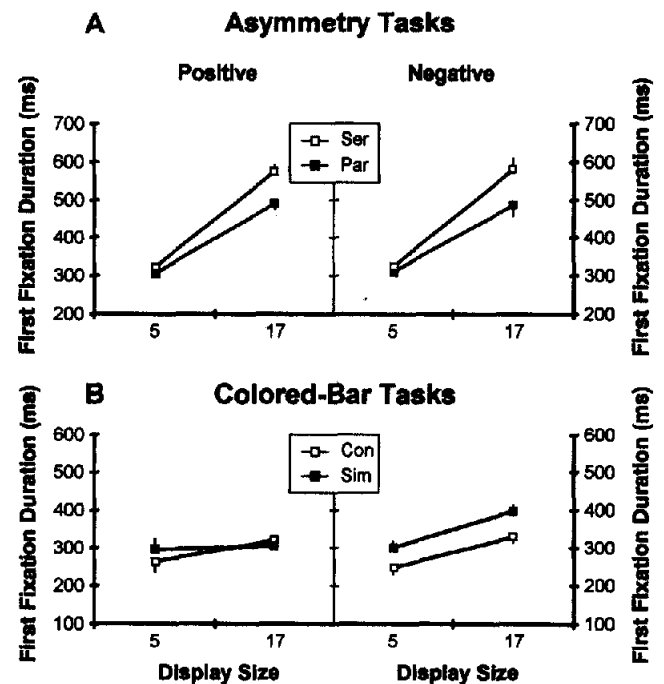 A Asymmetry Tasks
Positive Negative
First Fixation Duration (ms)
700
600
500
400
300
200
5 17
Ser
Par
5 17
700
600
500
400
300
200
First Fixation Duration (ms)
B Colored-Bar Tasks
First Fixation Duration (ms)
600
500
400
300
200
100
5 17
Display Size
Con
Sim
5 17
Display Size
600
500
400
300
200
100
First Fixation Duration (ms)